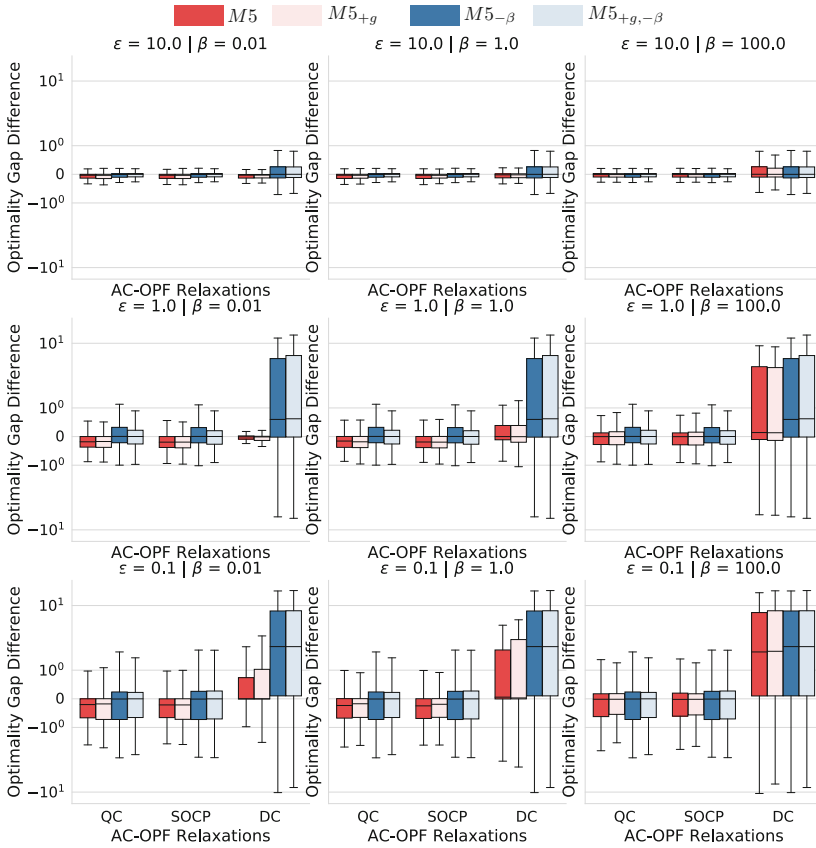 M5 M5₊g M5₋β M5₊g,₋β
ε = 10.0 | β = 0.01 ε = 10.0 | β = 1.0 ε = 10.0 | β = 100.0
Optimality Gap Difference Optimality Gap Difference Optimality Gap Difference
10¹
10⁰
0
−10⁰
−10¹
AC-OPF Relaxations AC-OPF Relaxations AC-OPF Relaxations
ε = 1.0 | β = 0.01 ε = 1.0 | β = 1.0 ε = 1.0 | β = 100.0
Optimality Gap Difference Optimality Gap Difference Optimality Gap Difference
10¹
10⁰
0
−10⁰
−10¹
AC-OPF Relaxations AC-OPF Relaxations AC-OPF Relaxations
ε = 0.1 | β = 0.01 ε = 0.1 | β = 1.0 ε = 0.1 | β = 100.0
Optimality Gap Difference Optimality Gap Difference Optimality Gap Difference
10¹
10⁰
0
−10⁰
−10¹
QC SOCP DC QC SOCP DC QC SOCP DC
AC-OPF Relaxations AC-OPF Relaxations AC-OPF Relaxations